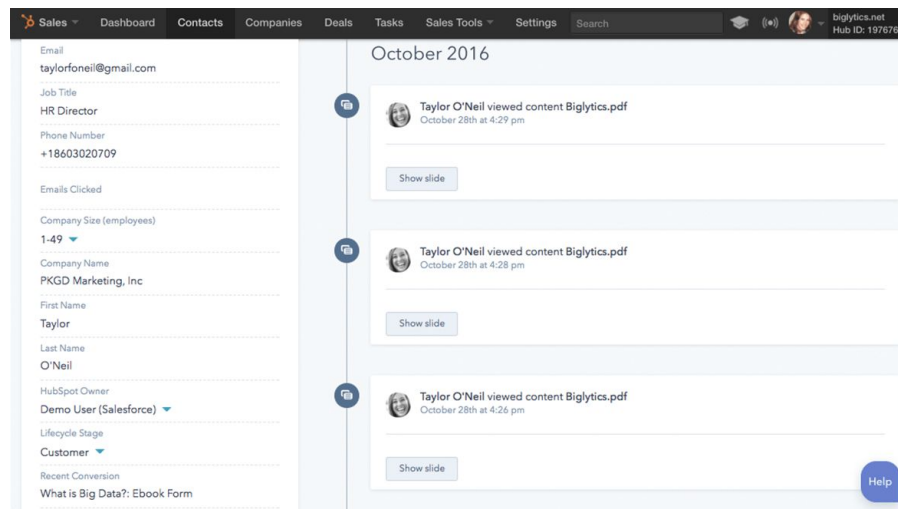 Sales Dashboard Contacts Companies Deals Tasks Sales Tools Settings Search
biglytics.net
Hub ID: 197676
Email
taylorfoneil@gmail.com
Job Title
HR Director
Phone Number
+18603020709
Emails Clicked
Company Size (employees)
1-49
Company Name
PKGD Marketing, Inc
First Name
Taylor
Last Name
O'Neil
HubSpot Owner
Demo User (Salesforce)
Lifecycle Stage
Customer
Recent Conversion
What is Big Data?: Ebook Form
October 2016
Taylor O'Neil viewed content Biglytics.pdf
October 28th at 4:29 pm
Show slide
Taylor O'Neil viewed content Biglytics.pdf
October 28th at 4:28 pm
Show slide
Taylor O'Neil viewed content Biglytics.pdf
October 28th at 4:26 pm
Show slide
Help